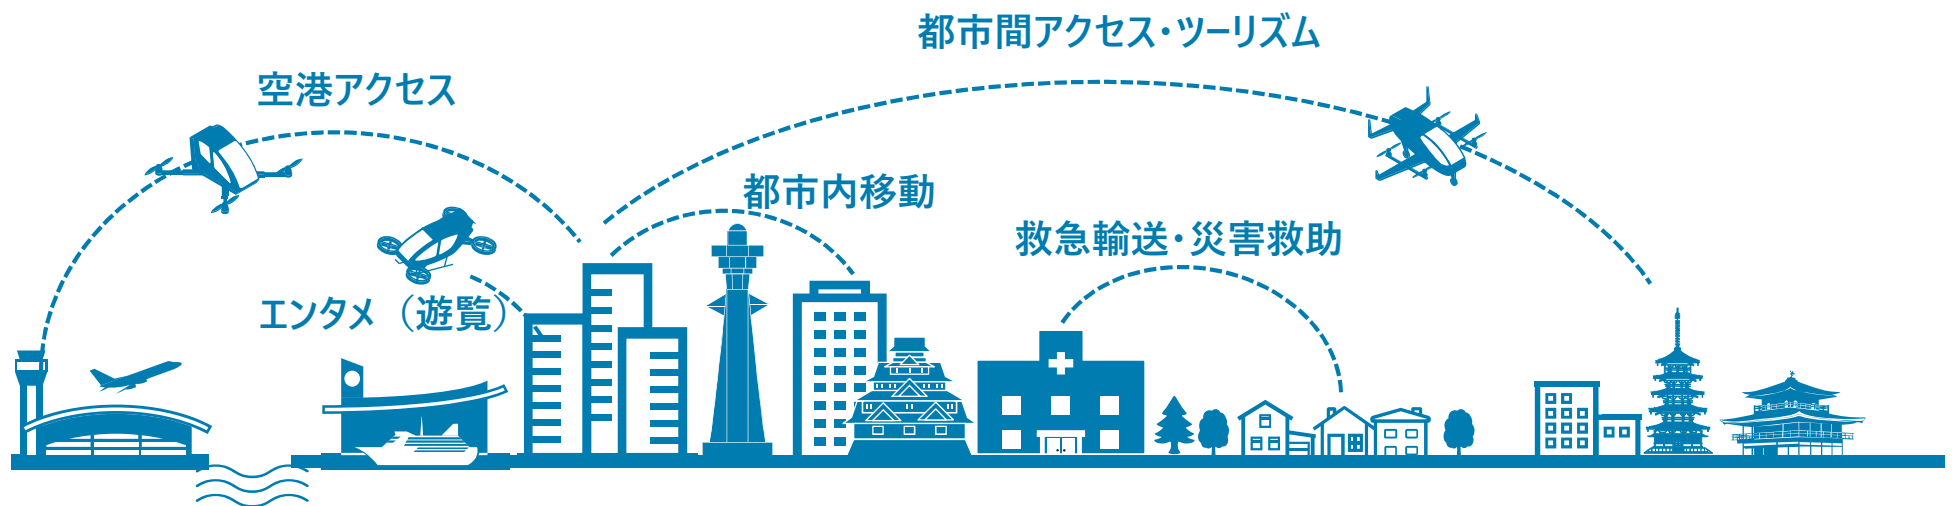 都市間アクセス・ツーリズム
空港アクセス
都市内移動
救急輸送・災害救助
エンタメ（遊覧）